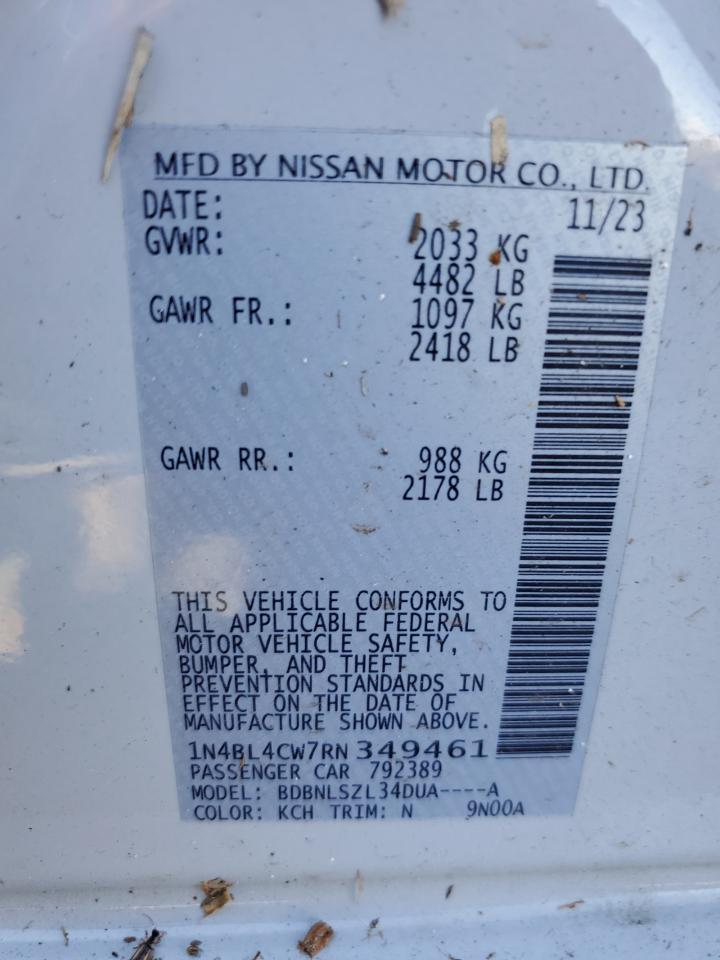 MFD BY NISSAN MOTOR CO., LTD.
DATE: 11/23
GVWR: 2033 KG
4482 LB
GAWR FR.: 1097 KG
2418 LB
GAWR RR.: 988 KG
2178 LB
THIS VEHICLE CONFORMS TO
ALL APPLICABLE FEDERAL
MOTOR VEHICLE SAFETY,
BUMPER, AND THEFT
PREVENTION STANDARDS IN
EFFECT ON THE DATE OF
MANUFACTURE SHOWN ABOVE.
1N4BL4CW7RN349461
PASSENGER CAR 792389
MODEL: BDBNLSZL34DUA----A
COLOR: KCH TRIM: N 9N00A